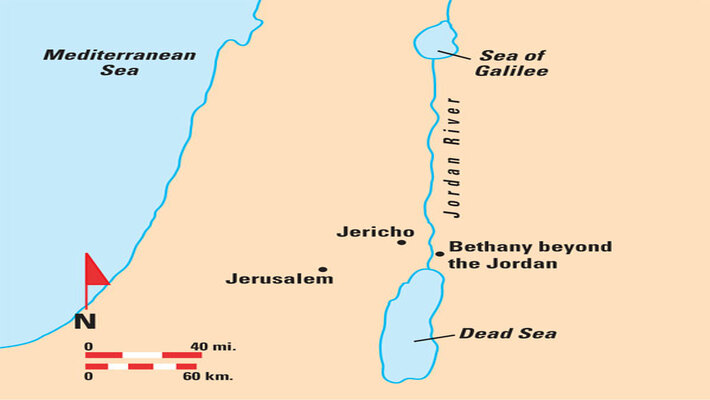 Mediterranean
Sea
Sea of
Galilee
Jordan River
Jericho
Bethany beyond
the Jordan
Jerusalem
Dead Sea
N
0 40 mi.
0 60 km.